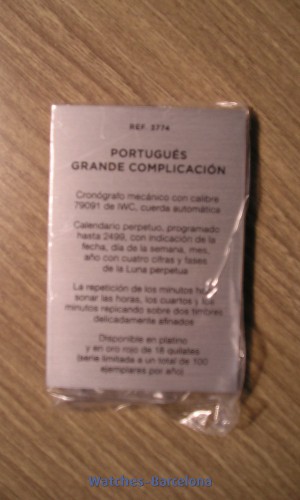 REF. 3774
PORTUGUÉS
GRANDE COMPLICACIÓN
Cronógrafo mecánico con calibre
79091 de IWC, cuerda automática
Calendario perpetuo, programado
hasta 2499, con indicación de la
fecha, día de la semana, mes,
año con cuatro cifras y fases
de la Luna perpetua
La repetición de los minutos hace
sonar las horas, los cuartos y los
minutos repicando sobre dos timbres
delicadamente afinados
Disponible en platino
y en oro rojo de 18 quilates
(serie limitada a un total de 100
ejemplares por año)
Watches-Barcelona